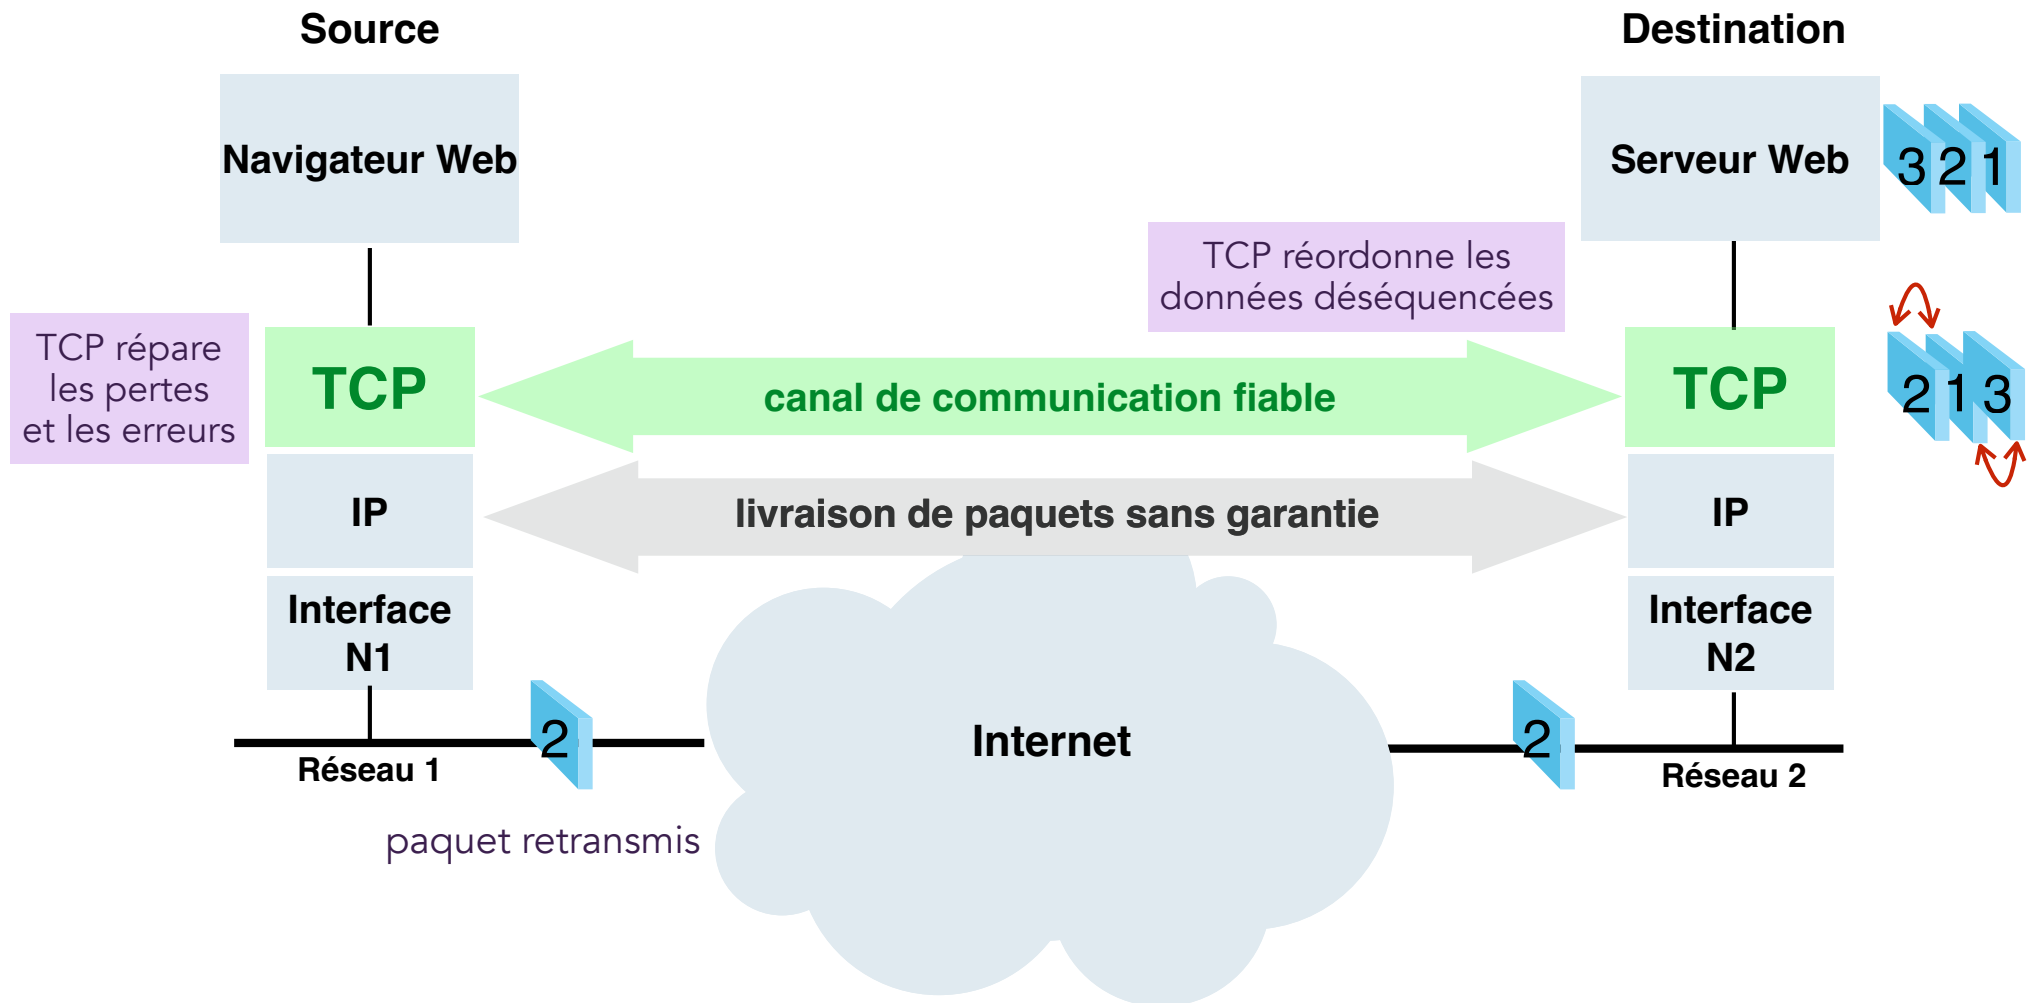 Source
Destination
Navigateur Web
Serveur Web
3 2 1
TCP réordonne les
données déséquencées
TCP répare
les pertes
et les erreurs
TCP
canal de communication fiable
TCP
2 1 3
IP
livraison de paquets sans garantie
IP
Interface
N1
Interface
N2
2
Internet
2
Réseau 1
Réseau 2
paquet retransmis